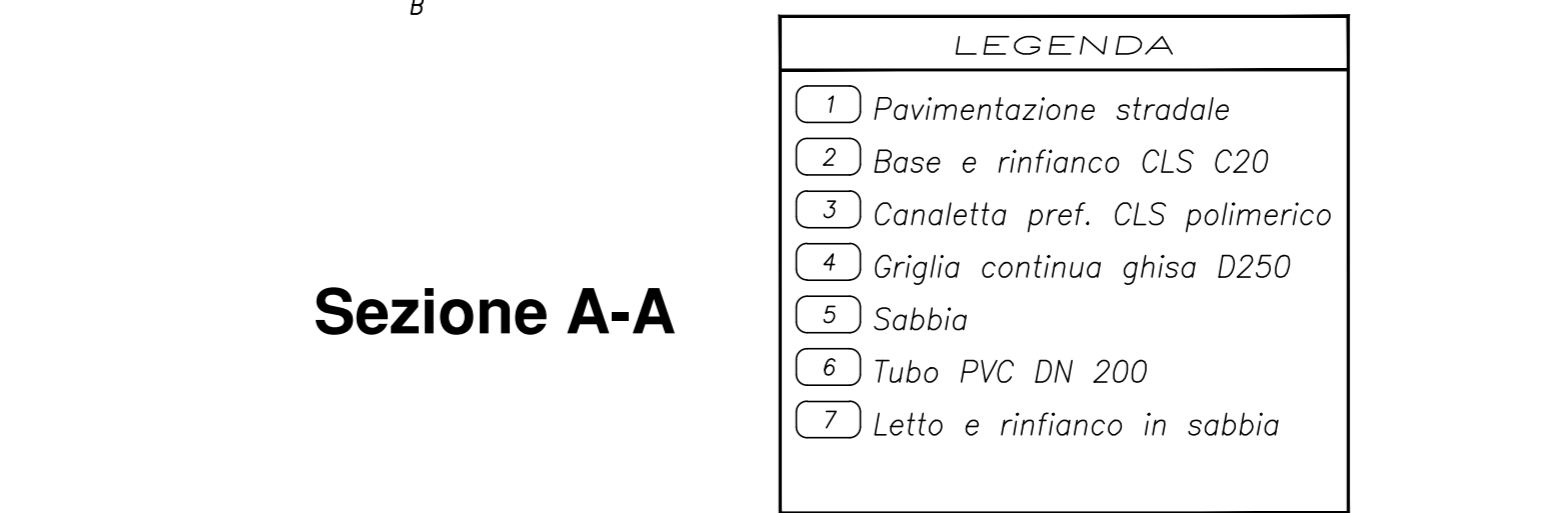 B
LEGENDA
1 Pavimentazione stradale
2 Base e rinfianco CLS C20
3 Canaletta pref. CLS polimerico
4 Griglia continua ghisa D250
5 Sabbia
6 Tubo PVC DN 200
7 Letto e rinfianco in sabbia
Sezione A-A